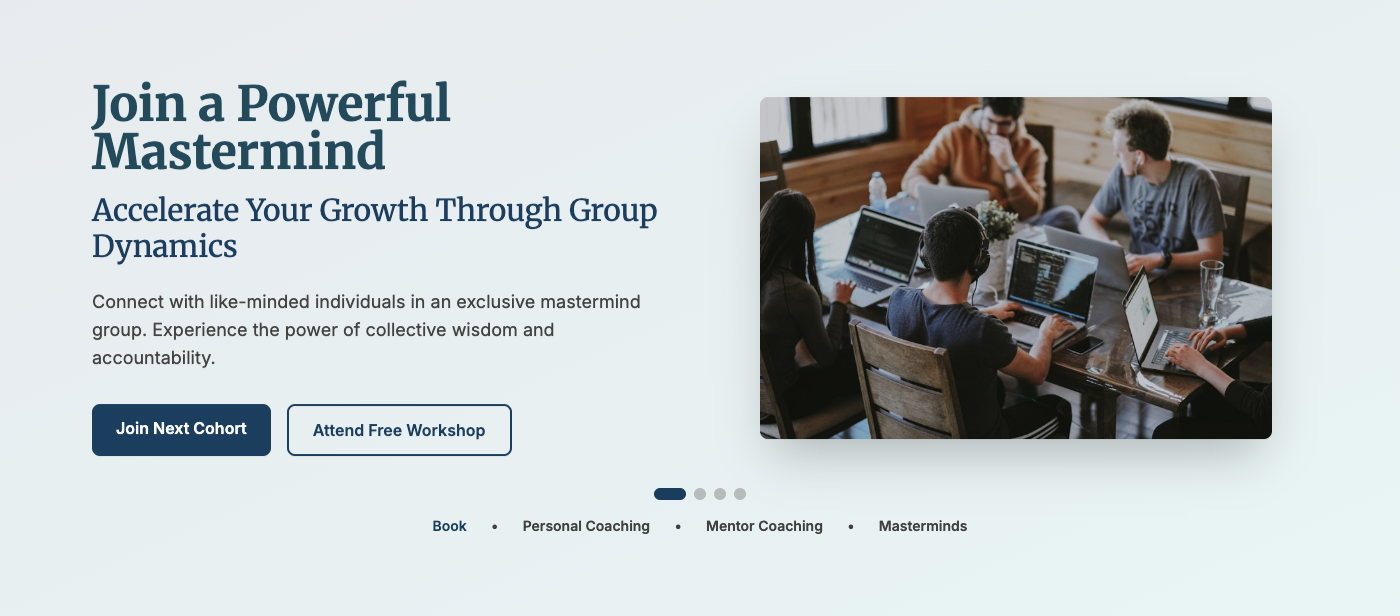 Join a Powerful
Mastermind
Accelerate Your Growth Through Group
Dynamics
Connect with like-minded individuals in an exclusive mastermind
group. Experience the power of collective wisdom and
accountability.
Join Next Cohort
Attend Free Workshop
Book • Personal Coaching • Mentor Coaching • Masterminds